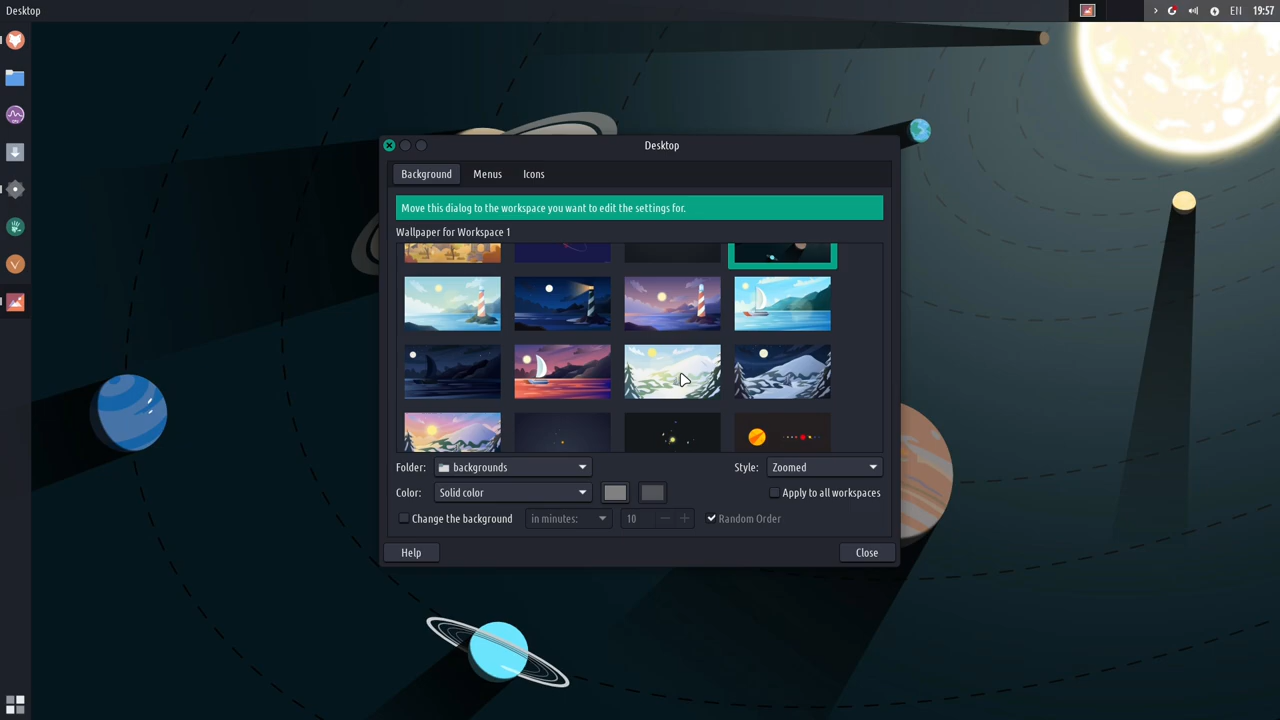 Desktop
EN 19:57
Desktop
Background Menus Icons
Move this dialog to the workspace you want to edit the settings for.
Wallpaper for Workspace 1
Folder: backgrounds Style: Zoomed
Color: Solid color Apply to all workspaces
Change the background in minutes: 10 Random Order
Help Close